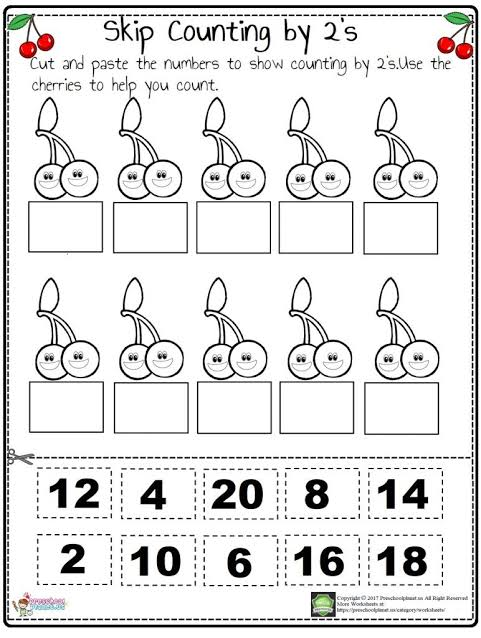 Skip Counting by 2's
Cut and paste the numbers to show counting by 2's.Use the
cherries to help you count.
12 4 20 8 14
2 10 6 16 18
Preschool
Planet.us
Copyright © 2017 Preschoolplanet.us All Right Reserved
More Worksheets at
https://preschoolplanet.us/category/worksheets/